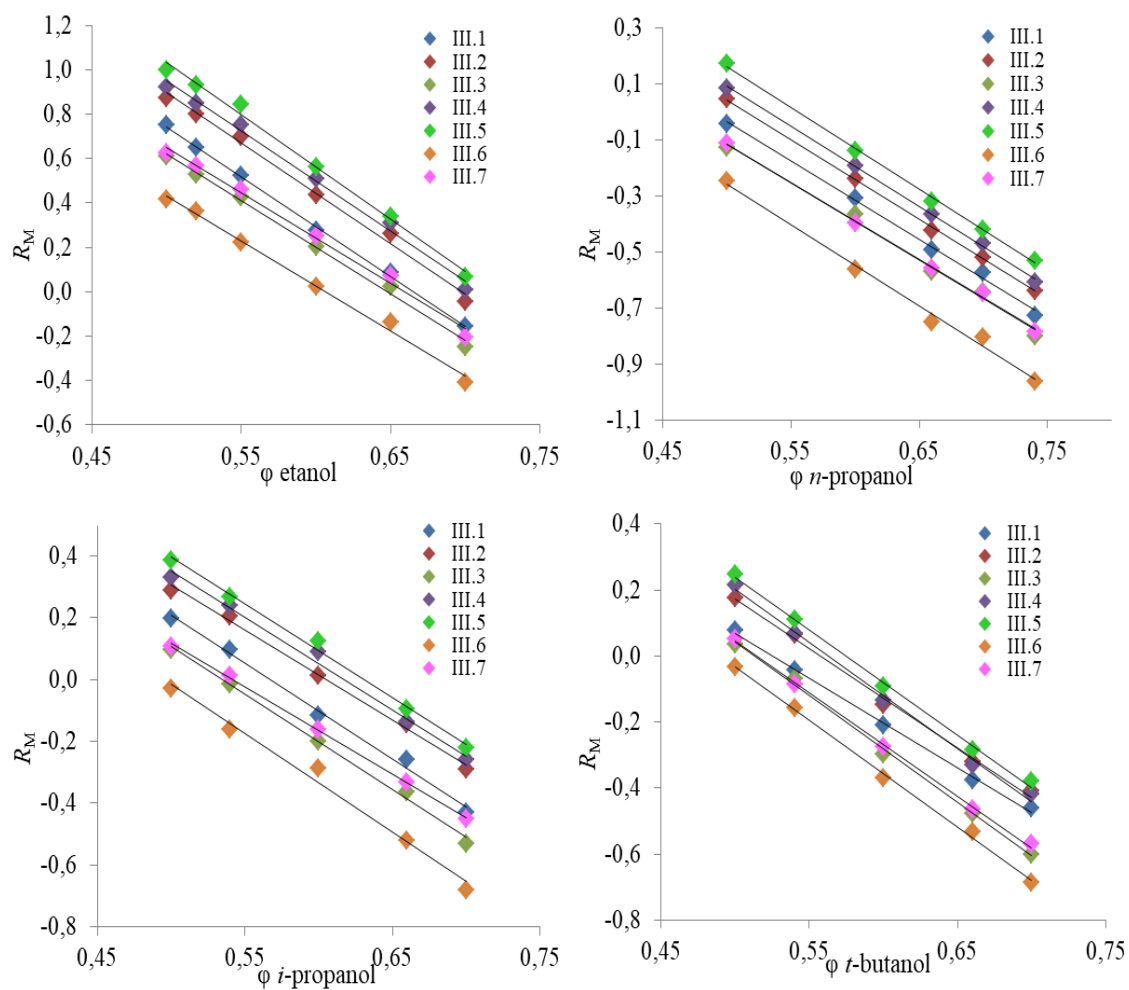 1,2
1,0
0,8
0,6
0,4
0,2
0,0
-0,2
-0,4
-0,6
R_M
0,45 0,55 0,65 0,75
φ etanol
III.1
III.2
III.3
III.4
III.5
III.6
III.7
0,3
0,1
-0,1
-0,3
-0,5
-0,7
-0,9
-1,1
R_M
0,45 0,55 0,65 0,75
φ n-propanol
III.1
III.2
III.3
III.4
III.5
III.6
III.7
0,4
0,2
0,0
-0,2
-0,4
-0,6
-0,8
R_M
0,45 0,55 0,65 0,75
φ i-propanol
III.1
III.2
III.3
III.4
III.5
III.6
III.7
0,4
0,2
0,0
-0,2
-0,4
-0,6
-0,8
R_M
0,45 0,55 0,65 0,75
φ t-butanol
III.1
III.2
III.3
III.4
III.5
III.6
III.7